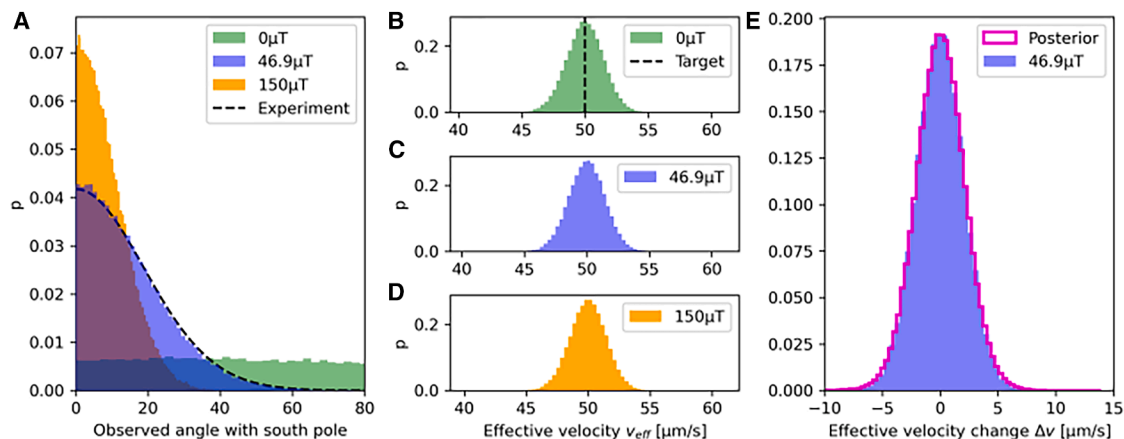 A
p
0.07
0.06
0.05
0.04
0.03
0.02
0.01
0.00
0
20
40
60
80
Observed angle with south pole
0μT
46.9μT
150μT
Experiment
B
p
0.2
0.0
40
45
50
55
60
0μT
Target
C
p
0.2
0.0
40
45
50
55
60
46.9μT
D
p
0.2
0.0
40
45
50
55
60
150μT
Effective velocity veff [μm/s]
E
p
0.200
0.175
0.150
0.125
0.100
0.075
0.050
0.025
0.000
−10
−5
0
5
10
15
Effective velocity change Δv [μm/s]
Posterior
46.9μT